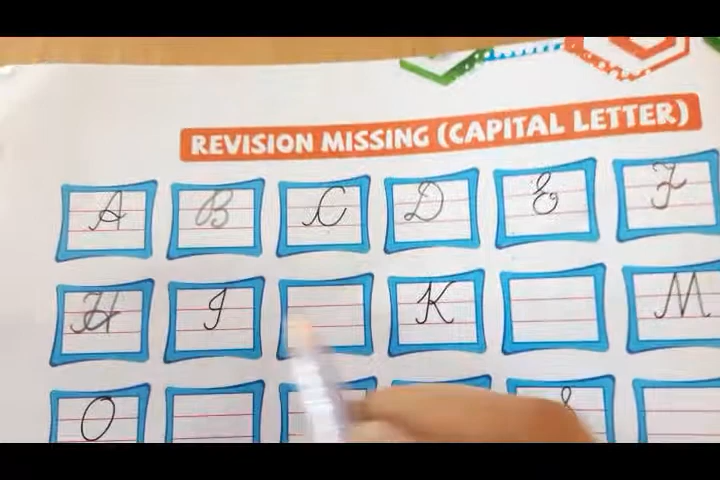 REVISION MISSING (CAPITAL LETTER)
A B C D E F
H I K M
O